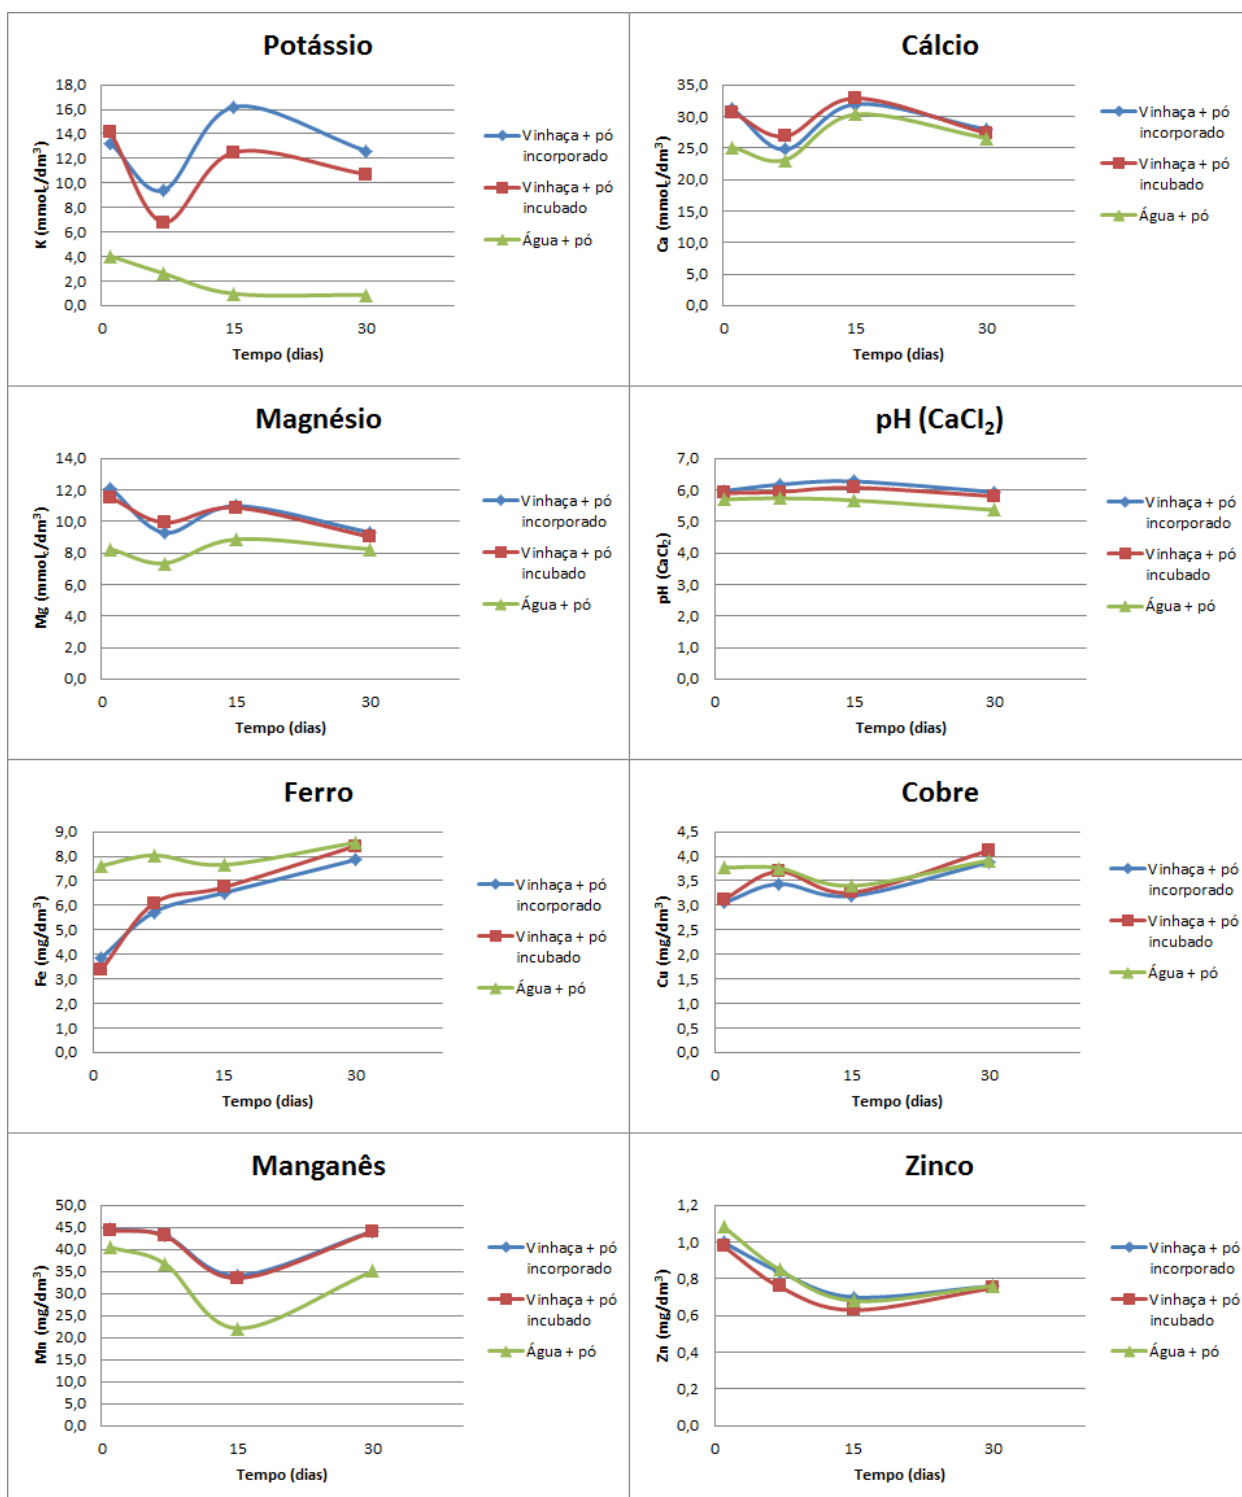 Potássio
18,0
16,0
14,0
12,0
10,0
8,0
6,0
4,0
2,0
0,0
K (mmolc/dm³)
0 15 30
Tempo (dias)
Vinhaça + pó
incorporado
Vinhaça + pó
incubado
Água + pó
Cálcio
35,0
30,0
25,0
20,0
15,0
10,0
5,0
0,0
Ca (mmolc/dm³)
0 15 30
Tempo (dias)
Vinhaça + pó
incorporado
Vinhaça + pó
incubado
Água + pó
Magnésio
14,0
12,0
10,0
8,0
6,0
4,0
2,0
0,0
Mg (mmolc/dm³)
0 15 30
Tempo (dias)
Vinhaça + pó
incorporado
Vinhaça + pó
incubado
Água + pó
pH (CaCl₂)
7,0
6,0
5,0
4,0
3,0
2,0
1,0
0,0
pH (CaCl₂)
0 15 30
Tempo (dias)
Vinhaça + pó
incorporado
Vinhaça + pó
incubado
Água + pó
Ferro
9,0
8,0
7,0
6,0
5,0
4,0
3,0
2,0
1,0
0,0
Fe (mg/dm³)
0 15 30
Tempo (dias)
Vinhaça + pó
incorporado
Vinhaça + pó
incubado
Água + pó
Cobre
4,5
4,0
3,5
3,0
2,5
2,0
1,5
1,0
0,5
0,0
Cu (mg/dm³)
0 15 30
Tempo (dias)
Vinhaça + pó
incorporado
Vinhaça + pó
incubado
Água + pó
Manganês
50,0
45,0
40,0
35,0
30,0
25,0
20,0
15,0
10,0
5,0
0,0
Mn (mg/dm³)
0 15 30
Tempo (dias)
Vinhaça + pó
incorporado
Vinhaça + pó
incubado
Água + pó
Zinco
1,2
1,0
0,8
0,6
0,4
0,2
0,0
Zn (mg/dm³)
0 15 30
Tempo (dias)
Vinhaça + pó
incorporado
Vinhaça + pó
incubado
Água + pó